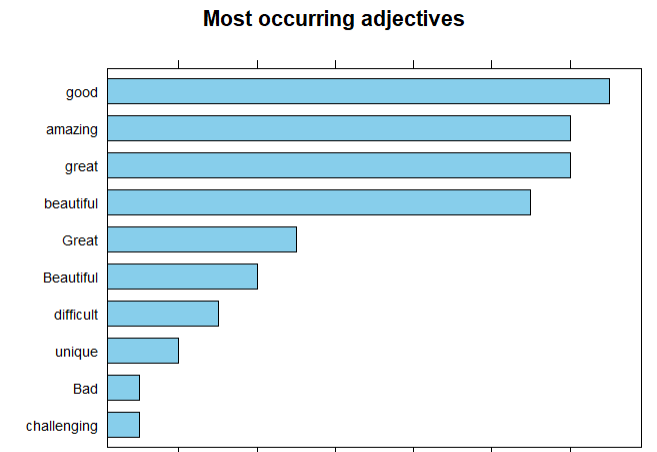 Most occurring adjectives
good
amazing
great
beautiful
Great
Beautiful
difficult
unique
Bad
challenging